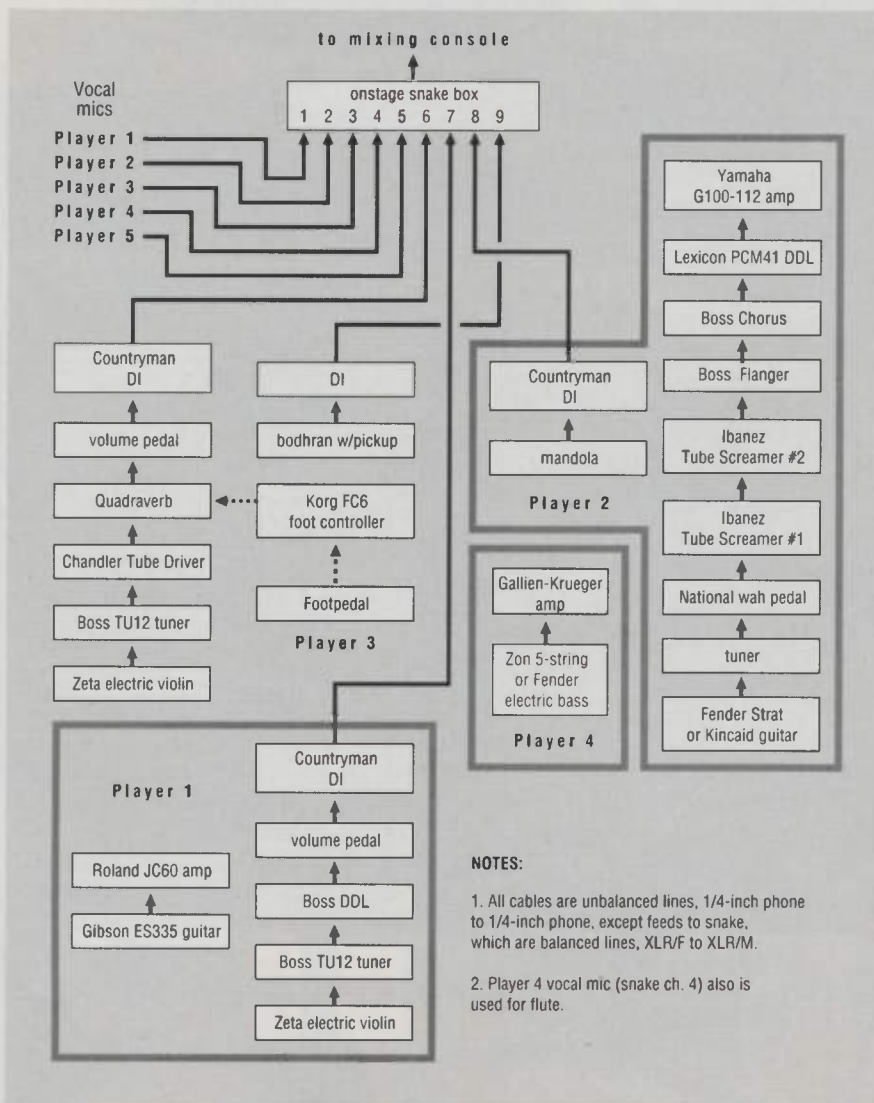 to mixing console
Vocal
mics
onstage snake box
1 2 3 4 5 6 7 8 9
Player 1
Player 2
Player 3
Player 4
Player 5
Countryman
DI
volume pedal
Quadraverb
Chandler Tube Driver
Boss TU12 tuner
Zeta electric violin
DI
bodhran w/pickup
Korg FC6
foot controller
Footpedal
Player 3
Countryman
DI
mandola
Player 2
Yamaha
G100-112 amp
Lexicon PCM41 DDL
Boss Chorus
Boss Flanger
Ibanez
Tube Screamer #2
Ibanez
Tube Screamer #1
National wah pedal
tuner
Fender Strat
or Kincaid guitar
Gallien-Krueger
amp
Zon 5-string
or Fender
electric bass
Player 4
Player 1
Roland JC60 amp
Gibson ES335 guitar
Countryman
DI
volume pedal
Boss DDL
Boss TU12 tuner
Zeta electric violin
NOTES:
1. All cables are unbalanced lines, 1/4-inch phone
to 1/4-inch phone, except feeds to snake,
which are balanced lines, XLR/F to XLR/M.
2. Player 4 vocal mic (snake ch. 4) also is
used for flute.